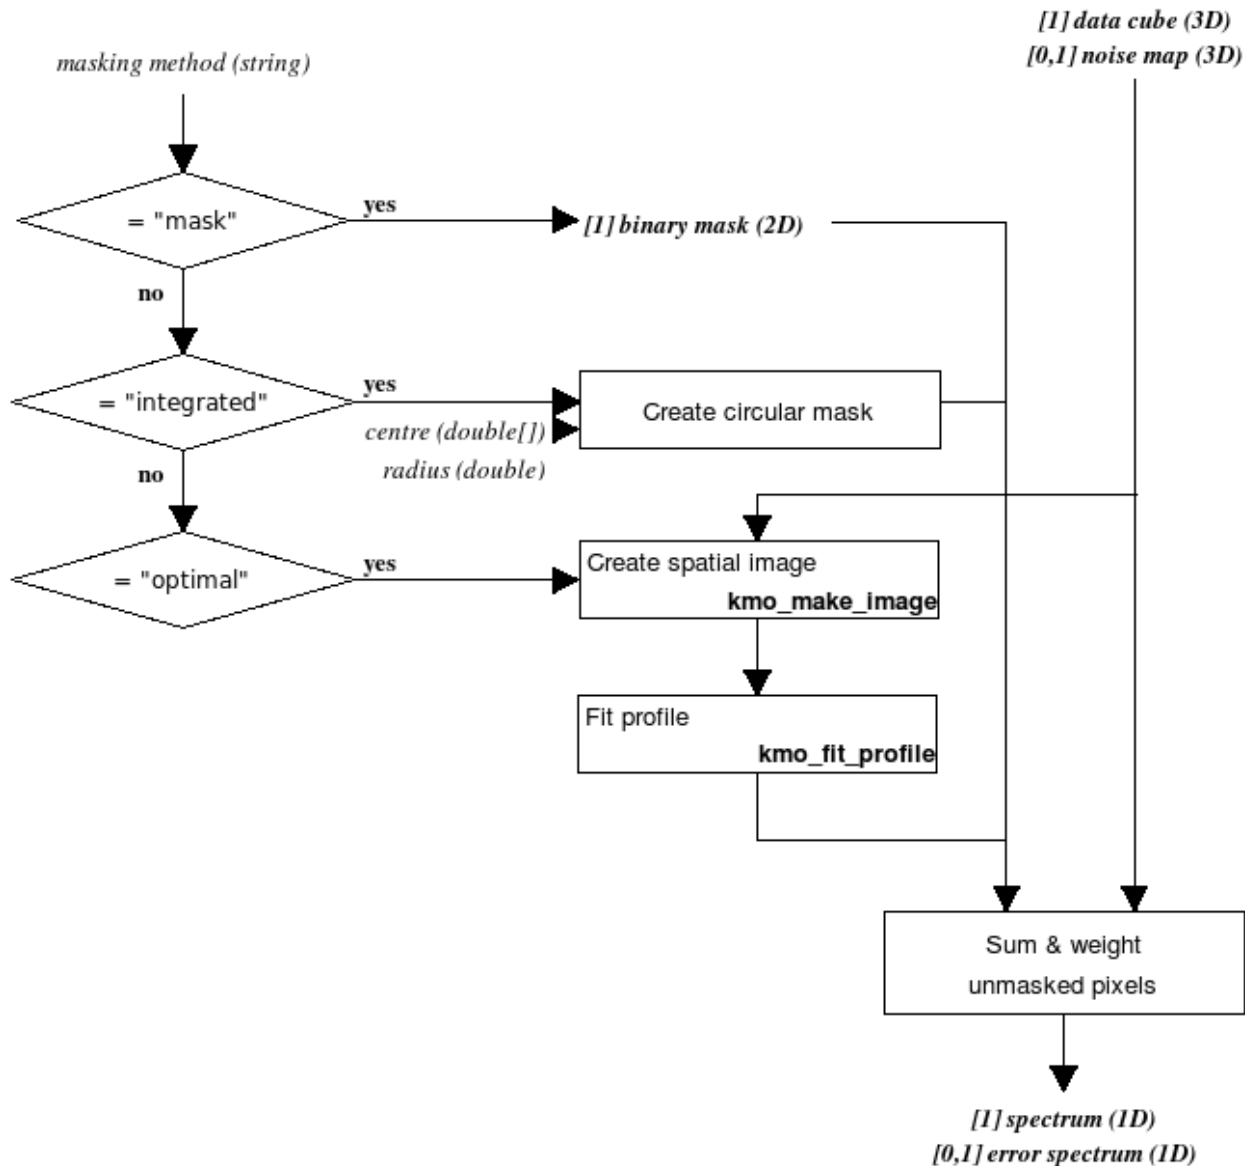 [1] data cube (3D)
[0,1] noise map (3D)
masking method (string)
= "mask"
yes
[1] binary mask (2D)
no
= "integrated"
yes
centre (double[])
radius (double)
Create circular mask
no
= "optimal"
yes
Create spatial image
kmo_make_image
Fit profile
kmo_fit_profile
Sum & weight
unmasked pixels
[1] spectrum (1D)
[0,1] error spectrum (1D)